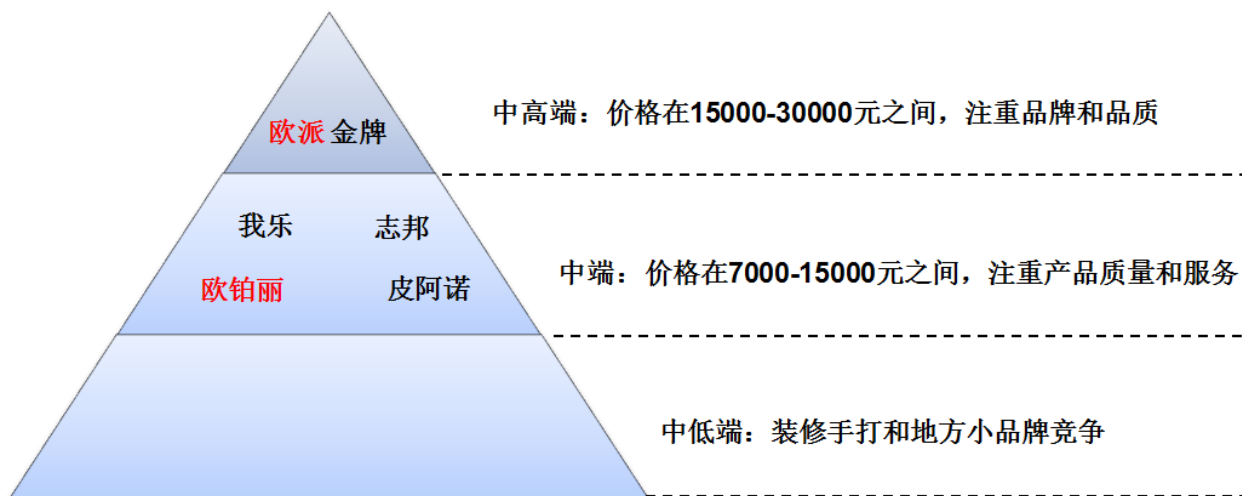 欧派 金牌
中高端：价格在15000-30000元之间，注重品牌和品质
我乐 志邦
欧铂丽 皮阿诺
中端：价格在7000-15000元之间，注重产品质量和服务
中低端：装修手打和地方小品牌竞争